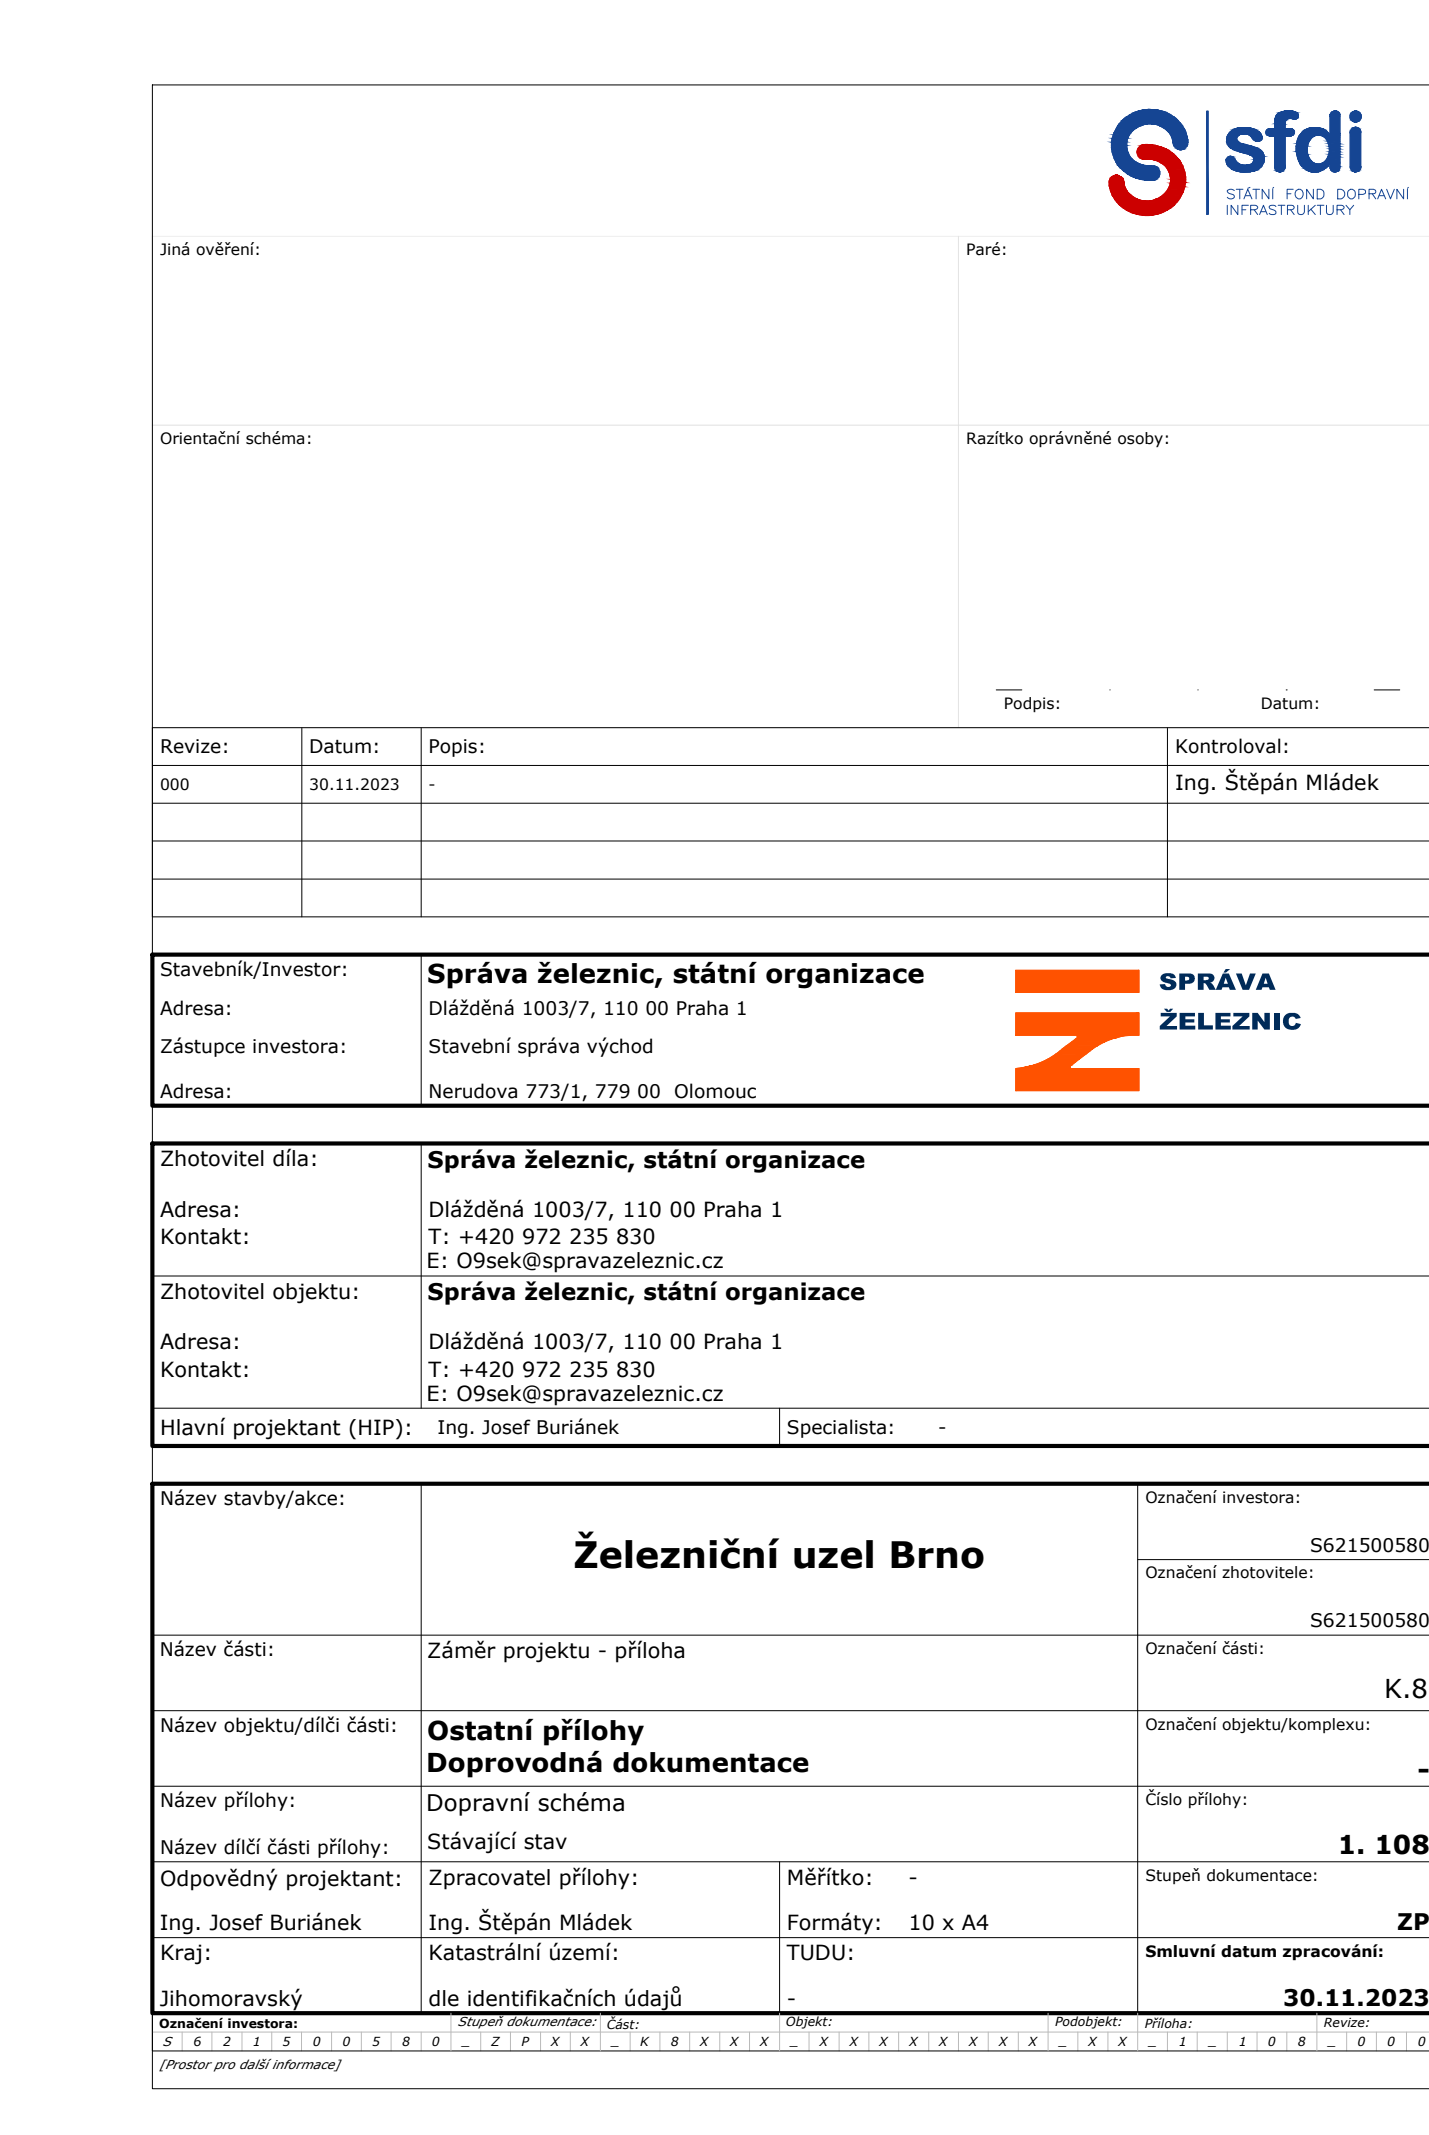 sfdi
STÁTNÍ FOND DOPRAVNÍ
INFRASTRUKTURY
Jiná ověření:
Paré:
Orientační schéma:
Razítko oprávněné osoby:
Podpis:
Datum:
Revize:
Datum:
Popis:
Kontroloval:
000
30.11.2023
-
Ing. Štěpán Mládek
Stavebník/Investor:
Správa železnic, státní organizace
Adresa:
Dlážděná 1003/7, 110 00 Praha 1
Zástupce investora:
Stavební správa východ
Adresa:
Nerudova 773/1, 779 00 Olomouc
SPRÁVA
ŽELEZNIC
Zhotovitel díla:
Správa železnic, státní organizace
Adresa:
Dlážděná 1003/7, 110 00 Praha 1
Kontakt:
T: +420 972 235 830
E: O9sek@spravazeleznic.cz
Zhotovitel objektu:
Správa železnic, státní organizace
Adresa:
Dlážděná 1003/7, 110 00 Praha 1
Kontakt:
T: +420 972 235 830
E: O9sek@spravazeleznic.cz
Hlavní projektant (HIP):
Ing. Josef Buriánek
Specialista: -
Název stavby/akce:
Železniční uzel Brno
Označení investora:
S621500580
Označení zhotovitele:
S621500580
Název části:
Záměr projektu - příloha
Označení části:
K.8
Název objektu/dílči části:
Ostatní přílohy
Doprovodná dokumentace
Označení objektu/komplexu:
-
Název přílohy:
Dopravní schéma
Číslo přílohy:
Název dílčí části přílohy:
Stávající stav
1. 108
Odpovědný projektant:
Zpracovatel přílohy:
Měřítko: -
Stupeň dokumentace:
Ing. Josef Buriánek
Ing. Štěpán Mládek
Formáty: 10 x A4
ZP
Kraj:
Katastrální území:
TUDU:
Smluvní datum zpracování:
Jihomoravský
dle identifikačních údajů
-
30.11.2023
Označení investora:
Stupeň dokumentace:
Část:
Objekt:
Podobjekt:
Příloha:
Revize:
S 6 2 1 5 0 0 5 8 0 _ Z P X X _ K 8 X X X _ X X X X X X X X _ X X _ 1 _ 1 0 8 _ 0 0 0
[Prostor pro další informace]